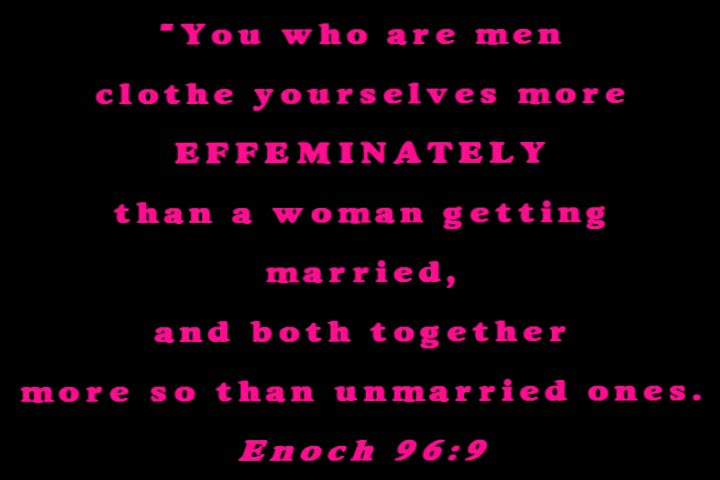 "You who are men
clothe yourselves more
EFFEMINATELY
than a woman getting
married,
and both together
more so than unmarried ones.
Enoch 96:9